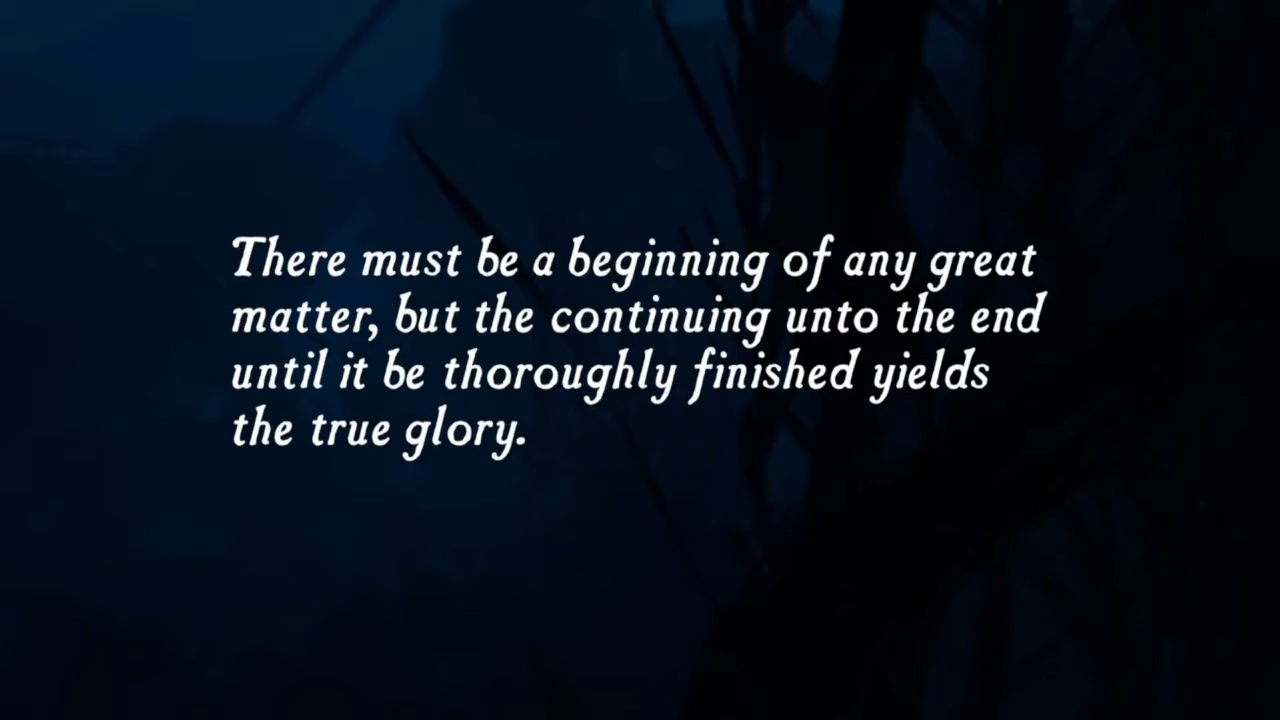 There must be a beginning of any great
matter, but the continuing unto the end
until it be thoroughly finished yields
the true glory.